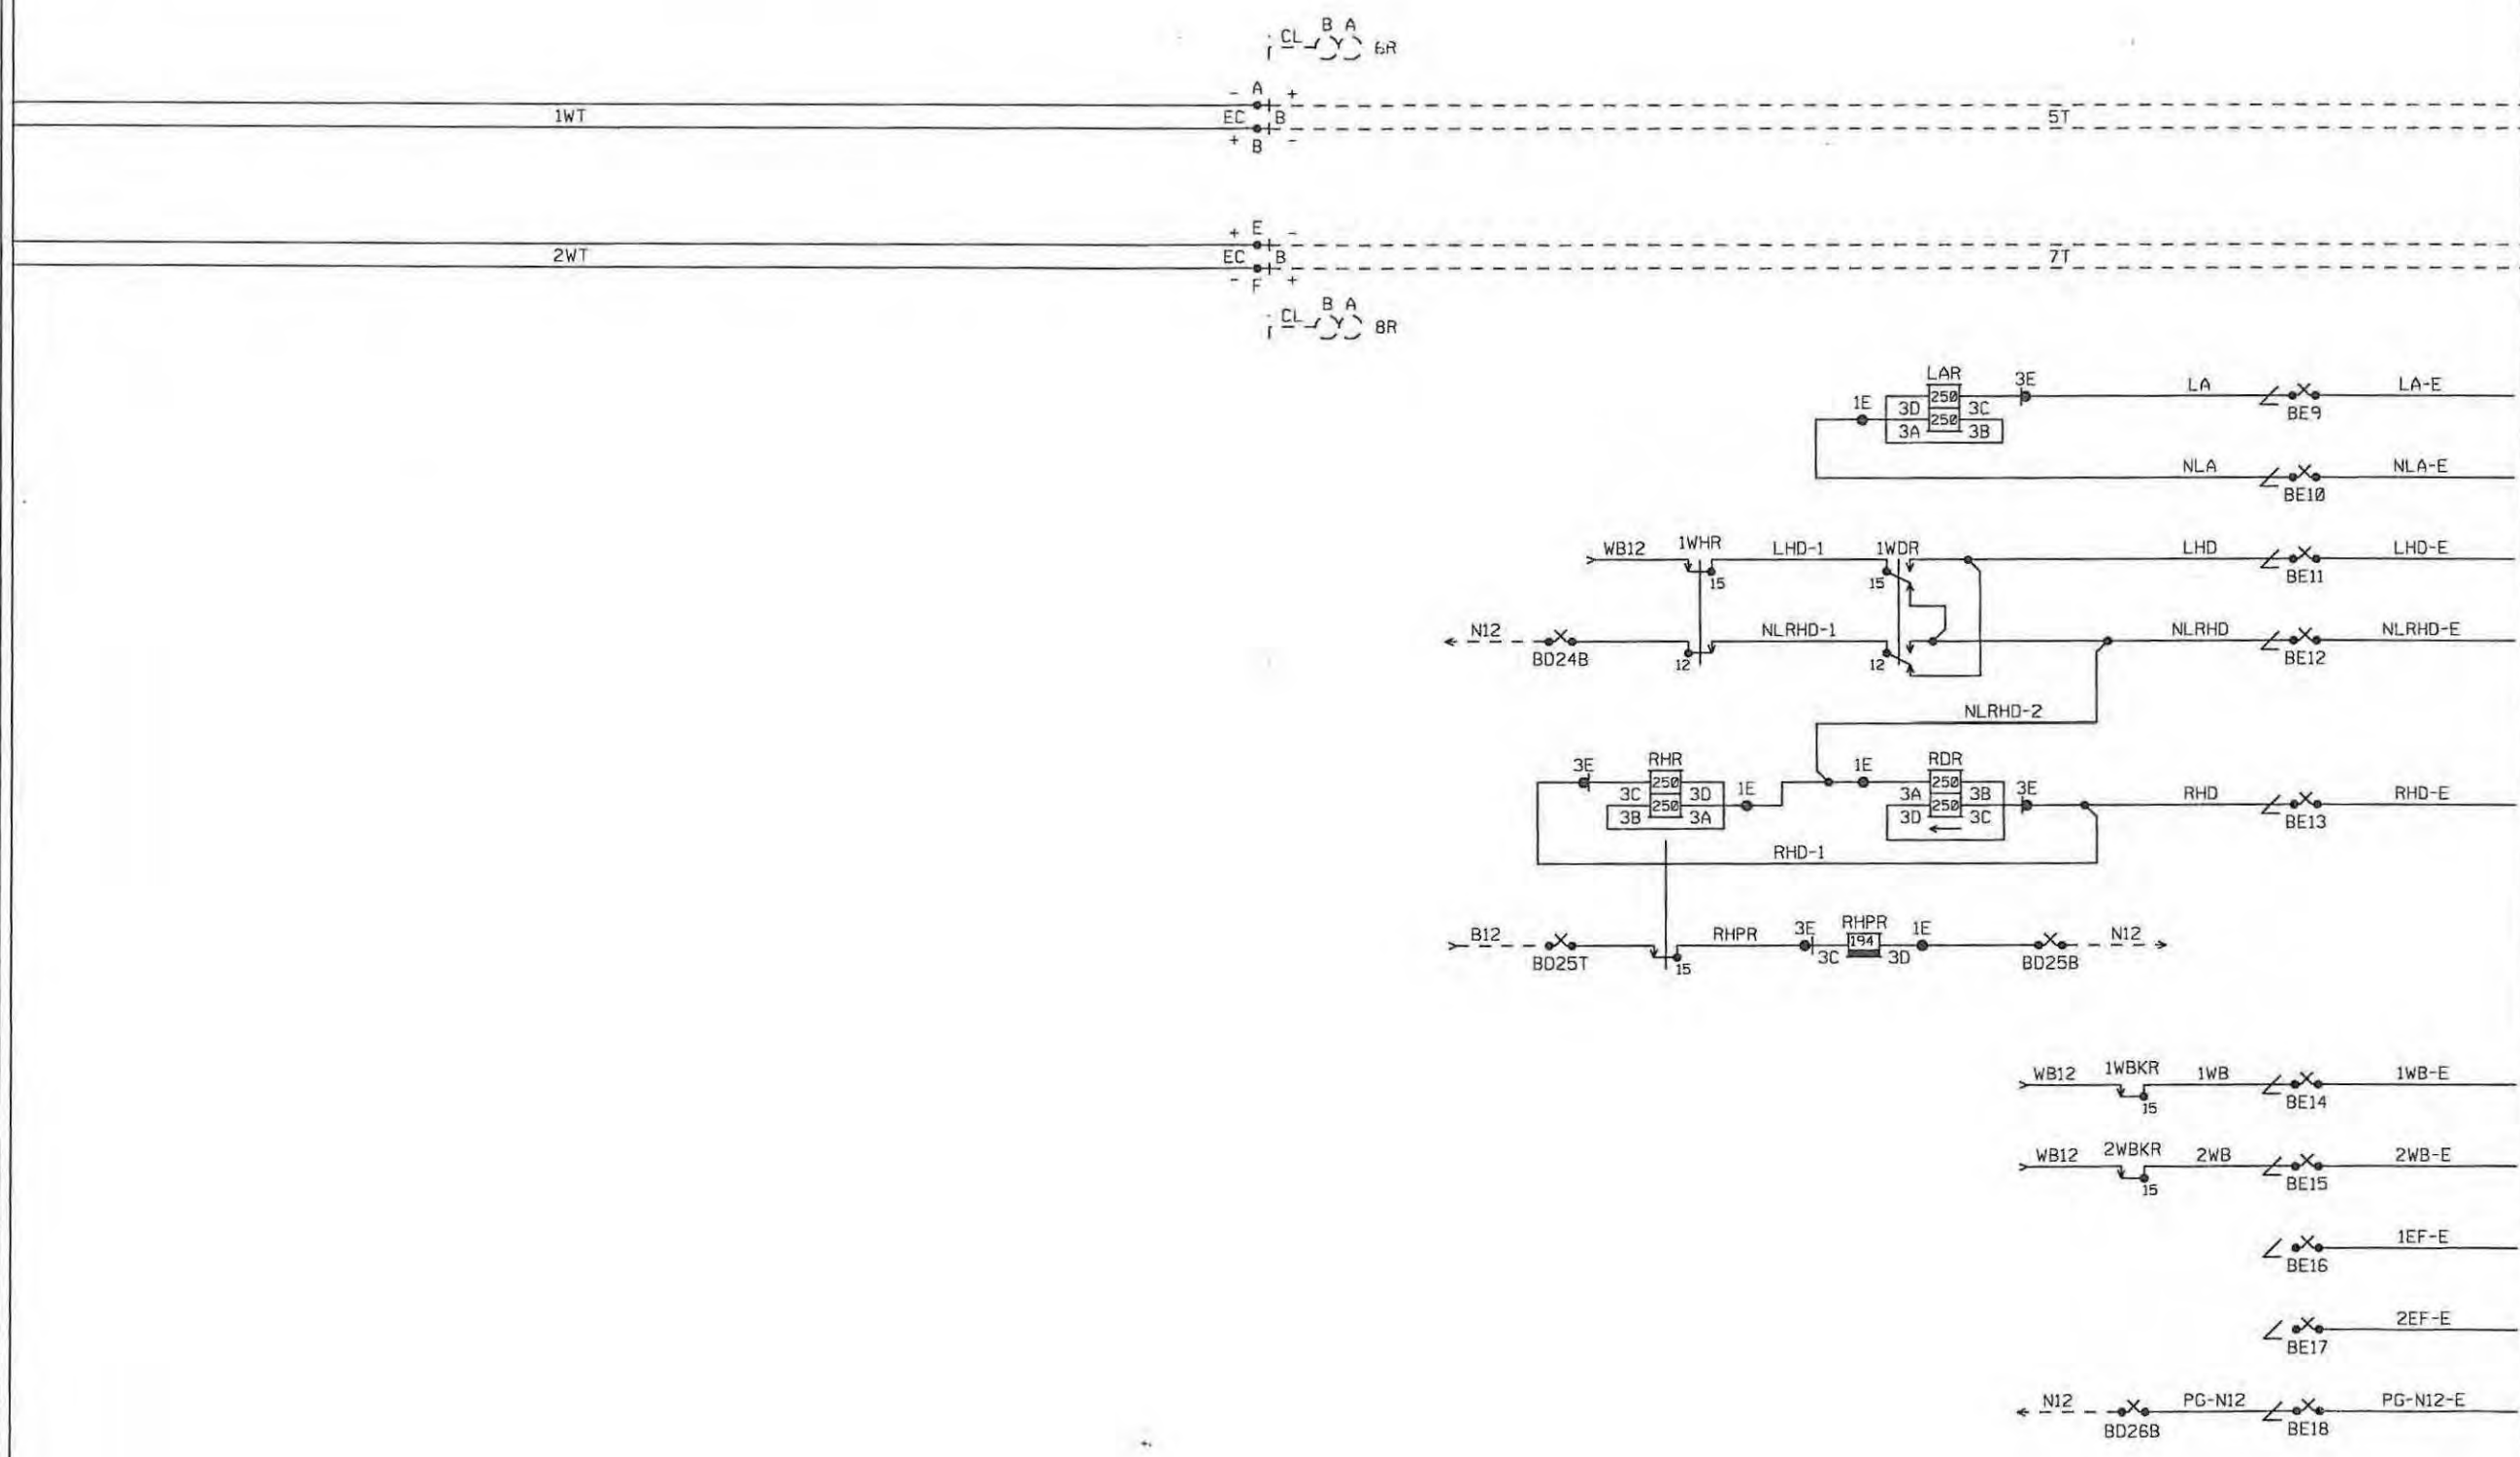 B A
CL 6R
- A +
1WT EC B 5T
+ B -
+ E -
2WT EC B 7T
- F +
B A
CL 8R
LAR 3E LA LA-E
1E 3D 250 3C BE9
3A 250 3B
NLA NLA-E
BE10
WB12 1WHR LHD-1 1WDR LHD LHD-E
15 15 BE11
N12 NLRHD-1 NLRHD NLRHD-E
BD24B 12 12 BE12
NLRHD-2
3E RHR 1E RDR
250 1E 250 3E RHD RHD-E
3C 3D 3A 3B
250 250 BE13
3B 3A 3D 3C
RHD-1
B12 RHPR 3E RHPR 1E N12
194
BD25T 15 3C 3D BD25B
WB12 1WBKR 1WB 1WB-E
15 BE14
WB12 2WBKR 2WB 2WB-E
15 BE15
1EF-E
BE16
2EF-E
BE17
N12 PG-N12 PG-N12-E
BD26B BE18